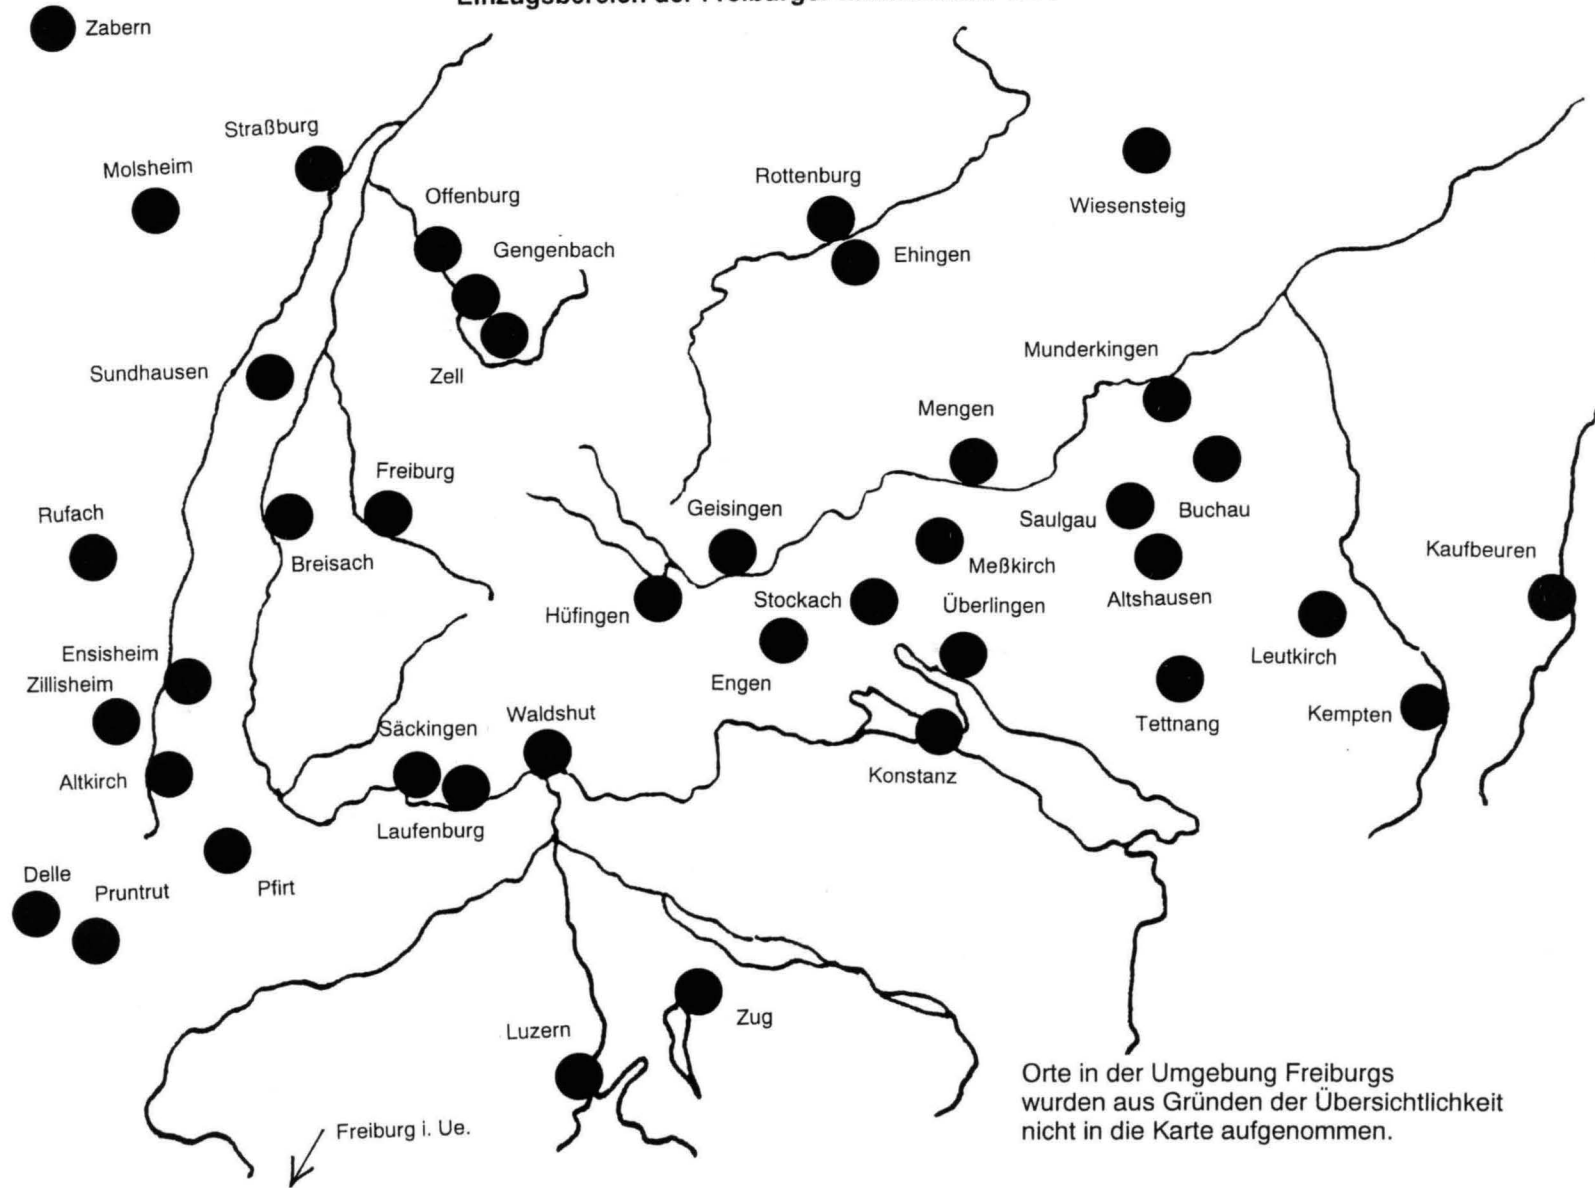 Einzugsbereich der Freiburger
Zabern
Straßburg
Molsheim
Offenburg
Gengenbach
Rottenburg
Ehingen
Wiesensteig
Sundhausen
Zell
Munderkingen
Mengen
Freiburg
Rufach
Breisach
Geisingen
Saulgau
Buchau
Meßkirch
Kaufbeuren
Hüfingen
Stockach
Überlingen
Altshausen
Ensisheim
Zillisheim
Engen
Leutkirch
Säckingen
Waldshut
Tettnang
Kempten
Altkirch
Konstanz
Laufenburg
Delle
Pruntrut
Pfirt
Luzern
Zug
Freiburg i. Ue.
Orte in der Umgebung Freiburgs
wurden aus Gründen der Übersichtlichkeit
nicht in die Karte aufgenommen.